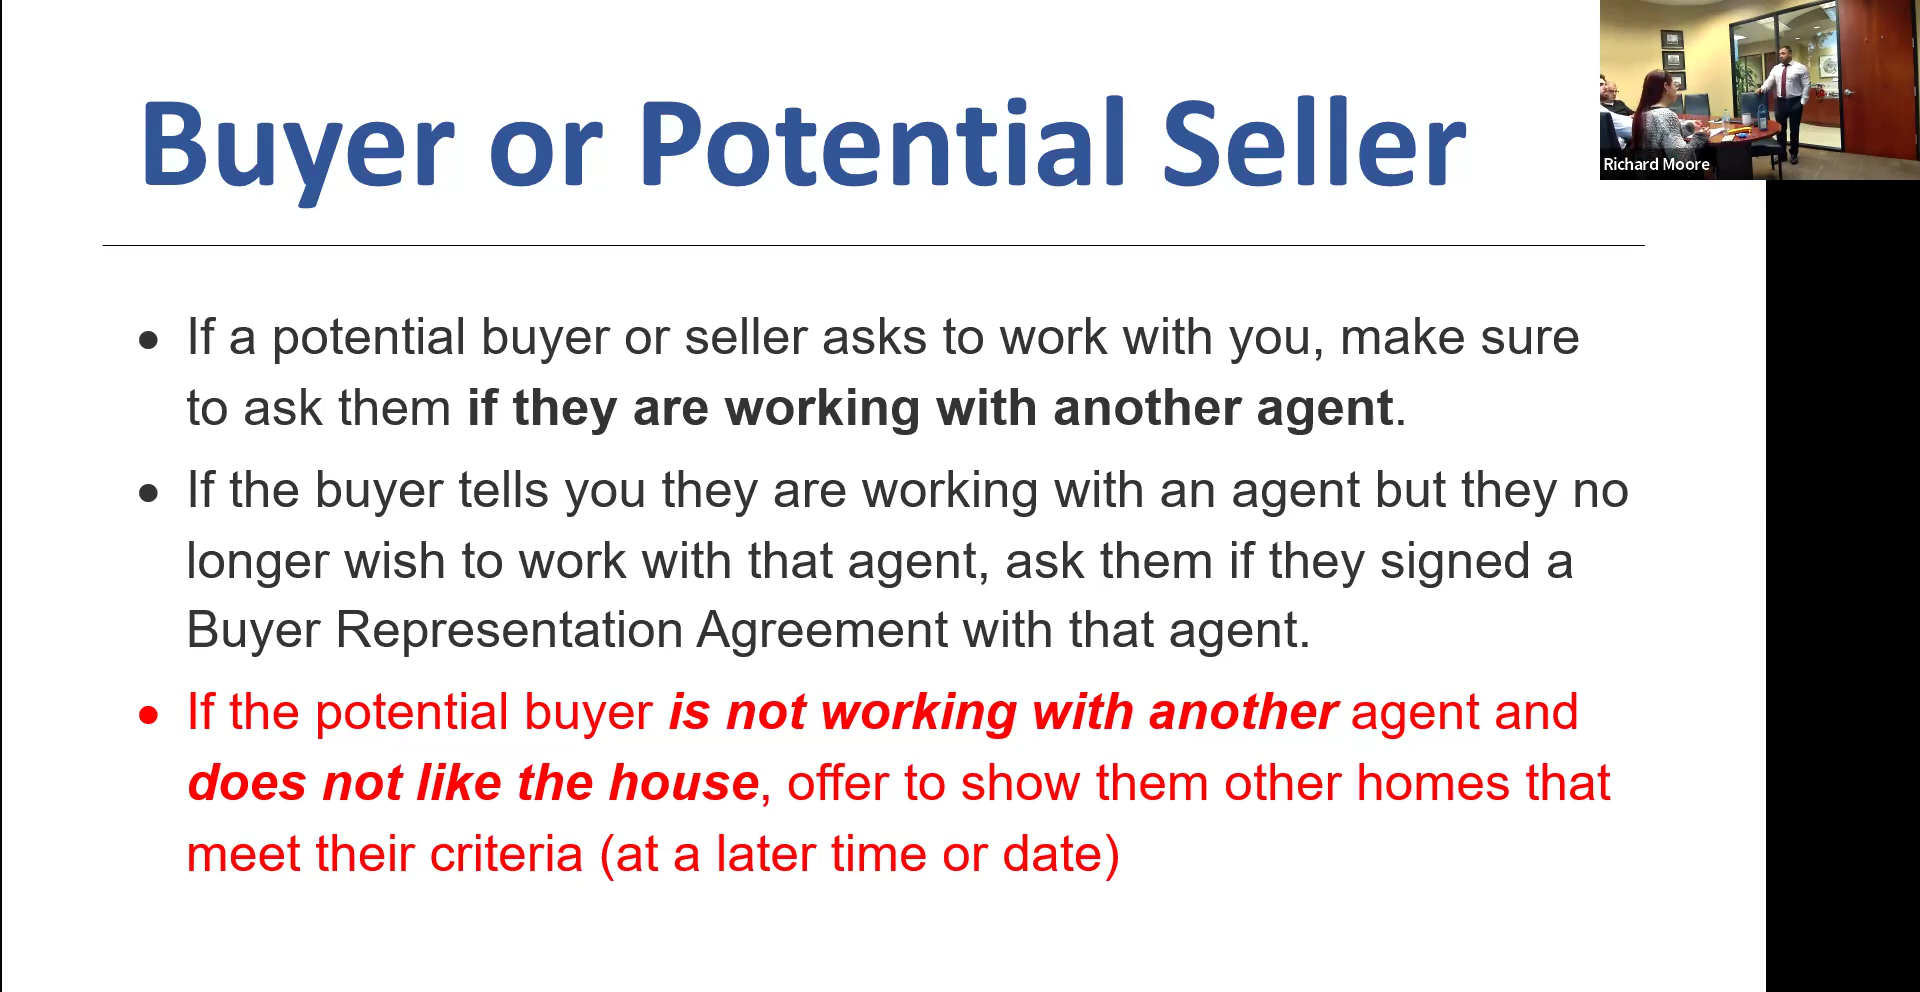 Buyer or Potential Seller
Richard Moore
• If a potential buyer or seller asks to work with you, make sure
to ask them if they are working with another agent.
• If the buyer tells you they are working with an agent but they no
longer wish to work with that agent, ask them if they signed a
Buyer Representation Agreement with that agent.
• If the potential buyer is not working with another agent and
does not like the house, offer to show them other homes that
meet their criteria (at a later time or date)